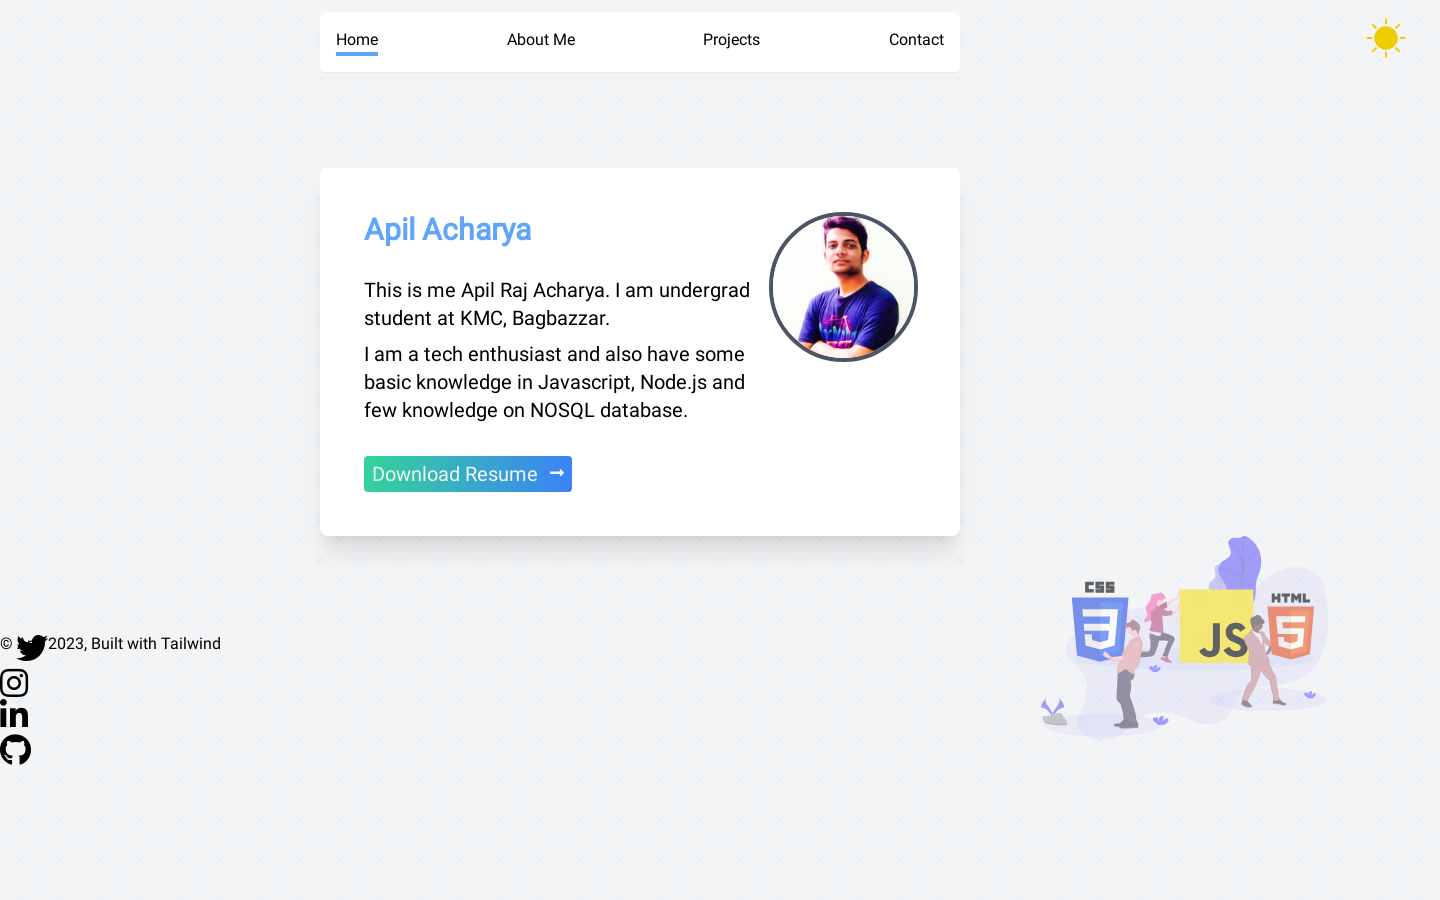 Home
About Me
Projects
Contact
Apil Acharya
This is me Apil Raj Acharya. I am undergrad
student at KMC, Bagbazzar.
I am a tech enthusiast and also have some
basic knowledge in Javascript, Node.js and
few knowledge on NOSQL database.
Download Resume
CSS
HTML
JS
© 2023, Built with Tailwind